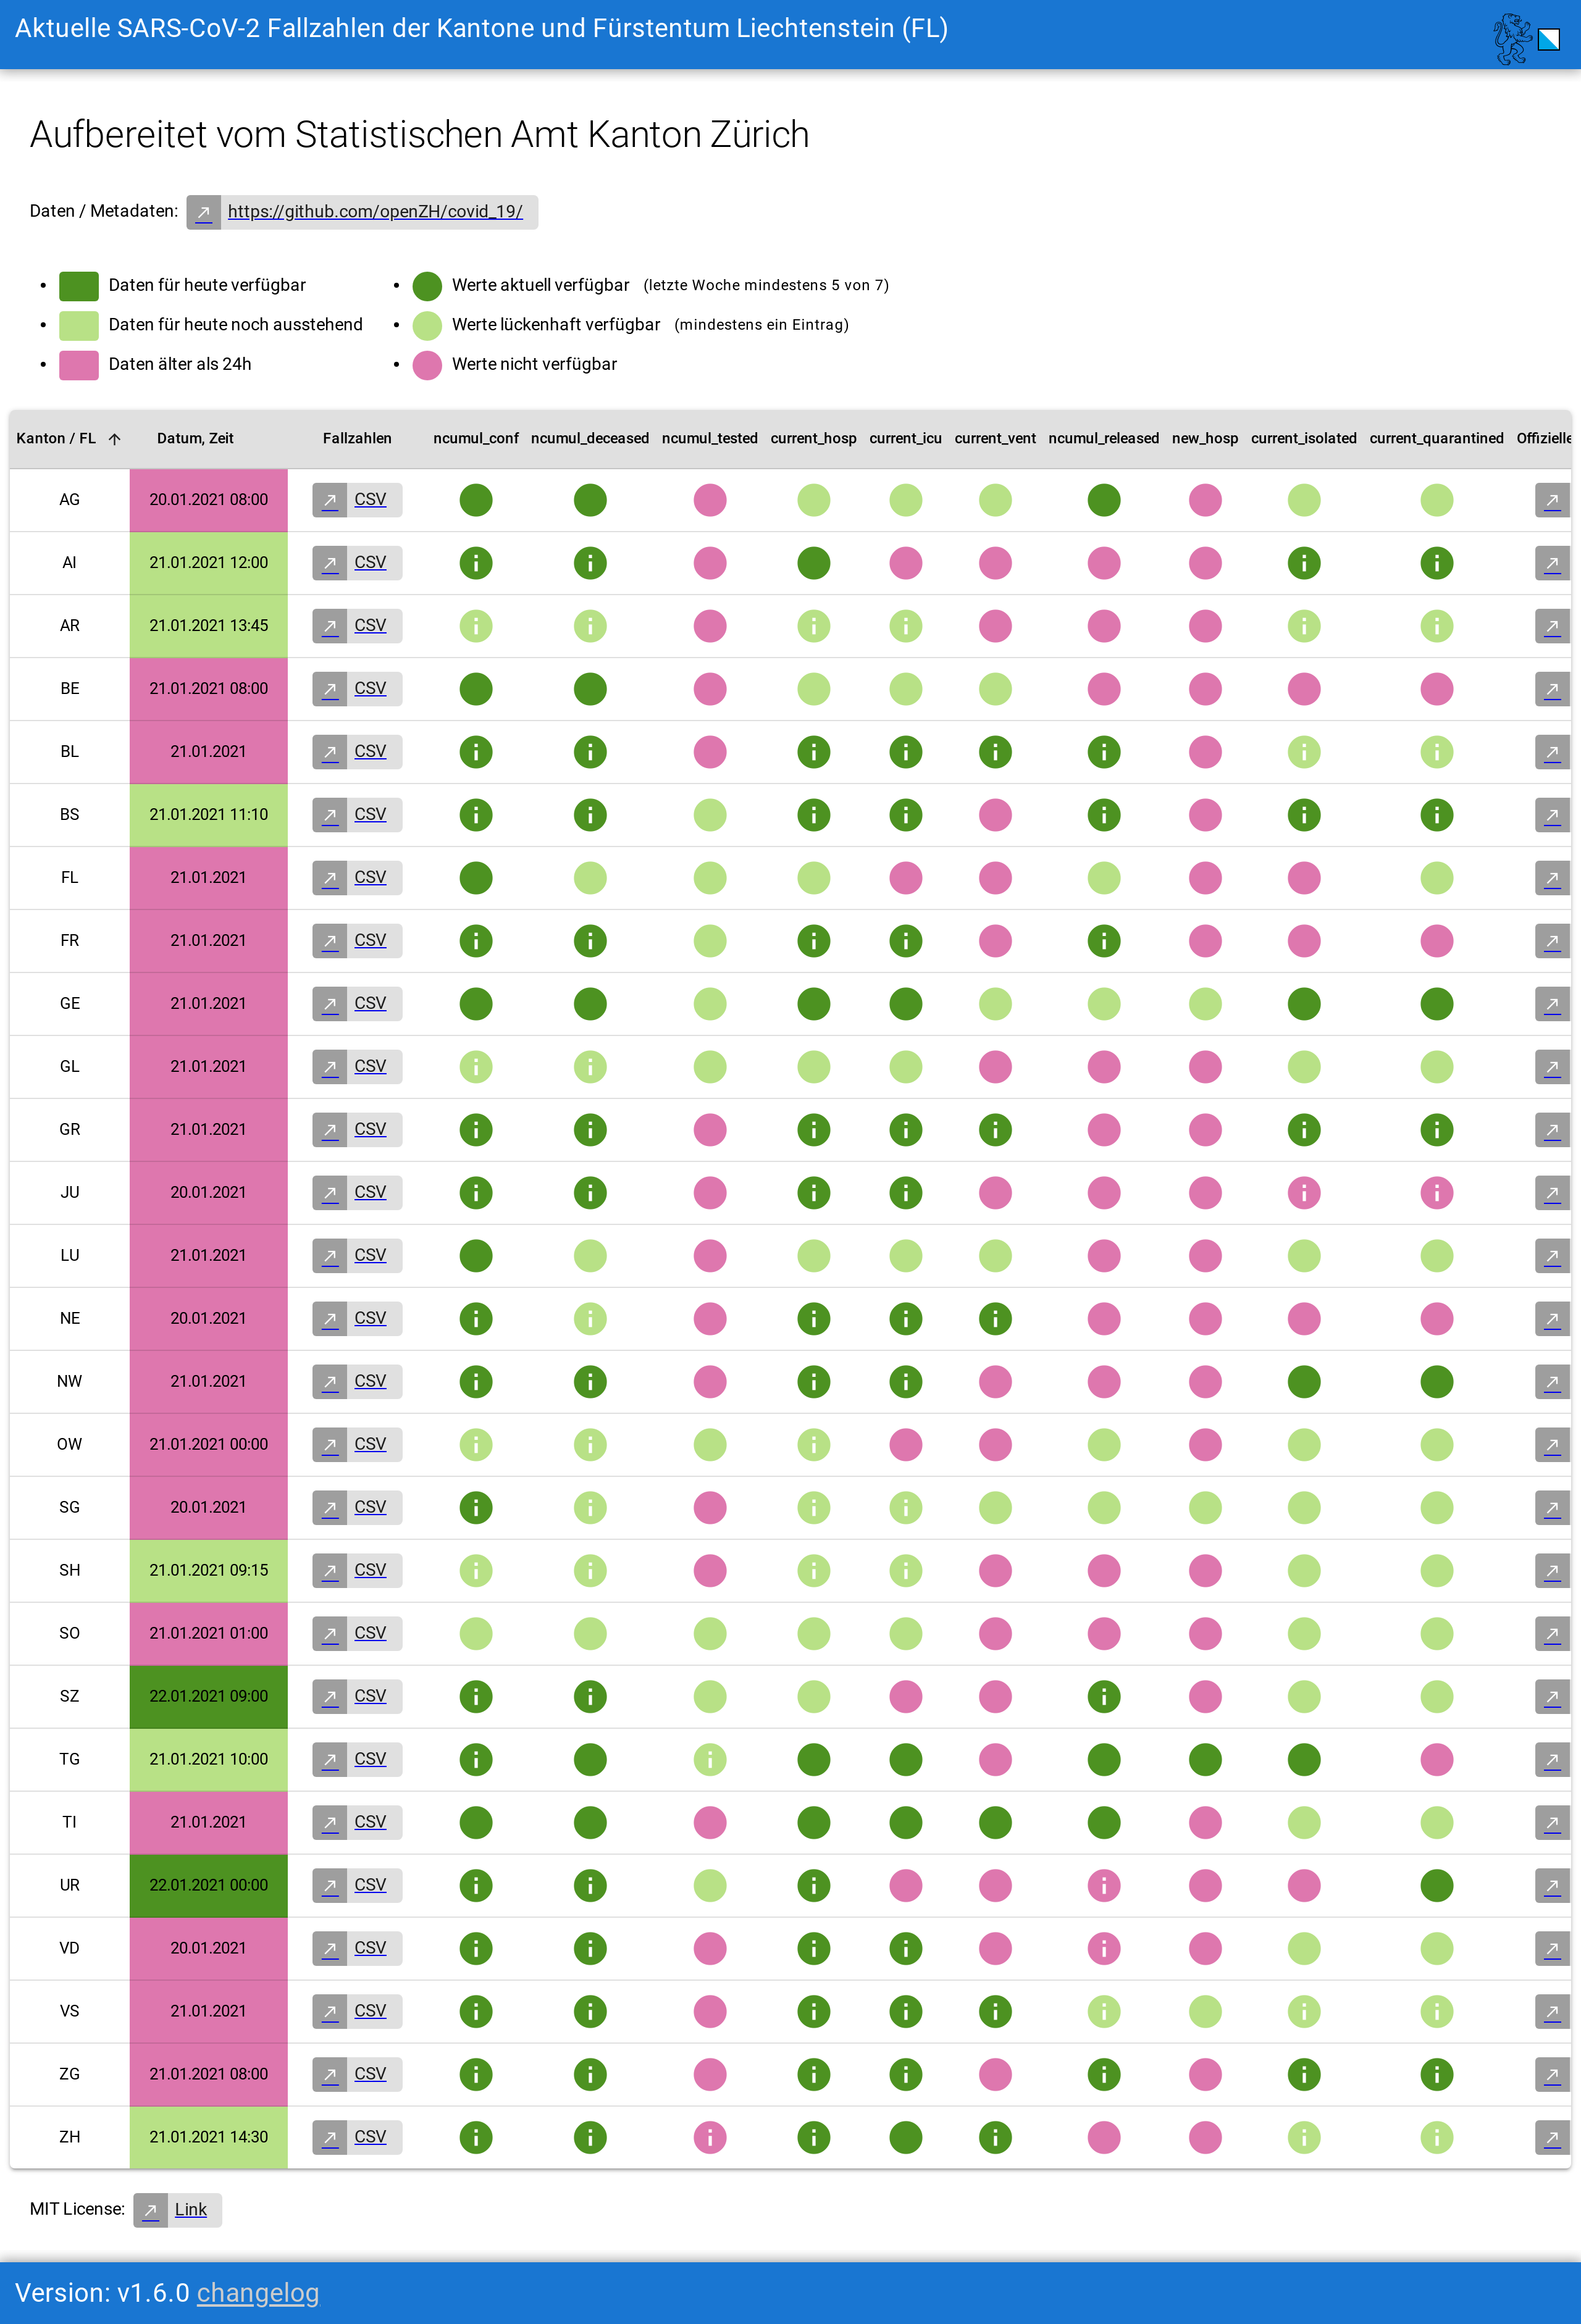 Aktuelle SARS-CoV-2 Fallzahlen der Kantone und Fürstentum Liechtenstein (FL)
Aufbereitet vom Statistischen Amt Kanton Zürich
Daten / Metadaten: https://github.com/openZH/covid_19/
Daten für heute verfügbar
Daten für heute noch ausstehend
Daten älter als 24h
Werte aktuell verfügbar (letzte Woche mindestens 5 von 7)
Werte lückenhaft verfügbar (mindestens ein Eintrag)
Werte nicht verfügbar
Kanton / FL Datum, Zeit Fallzahlen ncumul_conf ncumul_deceased ncumul_tested current_hosp current_icu current_vent ncumul_released new_hosp current_isolated current_quarantined Offizielle
AG 20.01.2021 08:00 CSV
AI 21.01.2021 12:00 CSV
AR 21.01.2021 13:45 CSV
BE 21.01.2021 08:00 CSV
BL 21.01.2021 CSV
BS 21.01.2021 11:10 CSV
FL 21.01.2021 CSV
FR 21.01.2021 CSV
GE 21.01.2021 CSV
GL 21.01.2021 CSV
GR 21.01.2021 CSV
JU 20.01.2021 CSV
LU 21.01.2021 CSV
NE 20.01.2021 CSV
NW 21.01.2021 CSV
OW 21.01.2021 00:00 CSV
SG 20.01.2021 CSV
SH 21.01.2021 09:15 CSV
SO 21.01.2021 01:00 CSV
SZ 22.01.2021 09:00 CSV
TG 21.01.2021 10:00 CSV
TI 21.01.2021 CSV
UR 22.01.2021 00:00 CSV
VD 20.01.2021 CSV
VS 21.01.2021 CSV
ZG 21.01.2021 08:00 CSV
ZH 21.01.2021 14:30 CSV
MIT License: Link
Version: v1.6.0 changelog